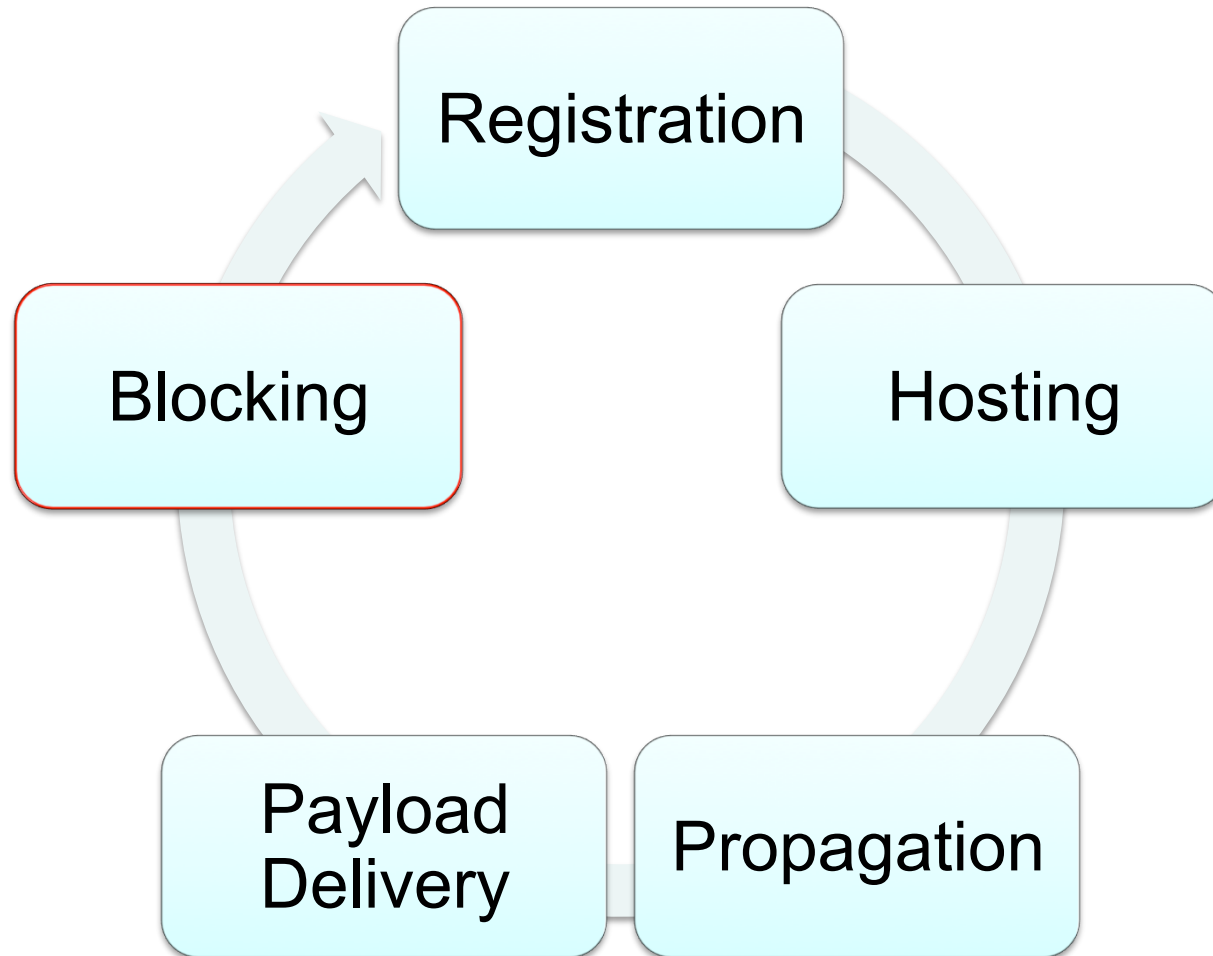 Registration
Hosting
Propagation
Payload
Delivery
Blocking